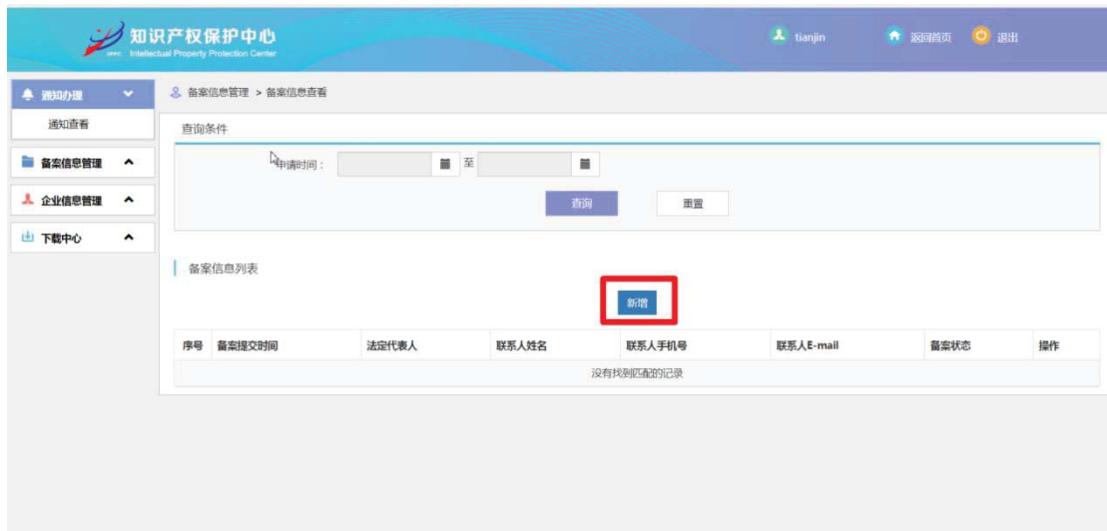 知识产权保护中心
IPPC Intellectual Property Protection Center
tianjin 返回首页 退出
通知办理
通知查看
备案信息管理
企业信息管理
下载中心
备案信息管理 > 备案信息查看
查询条件
申请时间： 至
查询 重置
备案信息列表
新增
序号 备案提交时间 法定代表人 联系人姓名 联系人手机号 联系人E-mail 备案状态 操作
没有找到匹配的记录